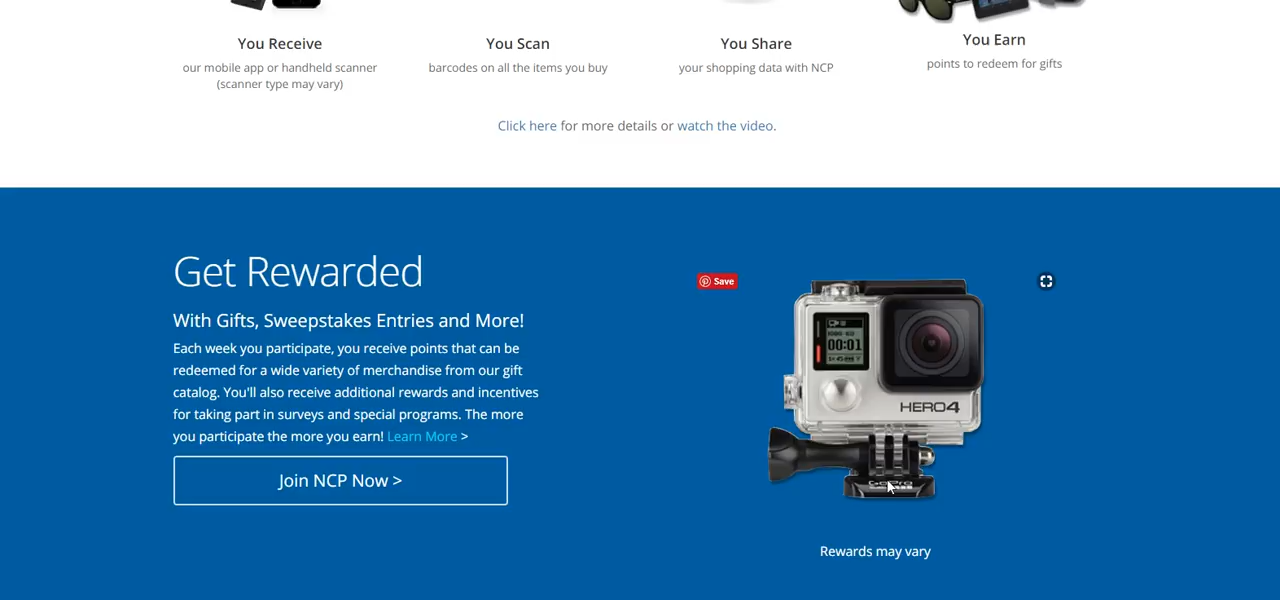 You Receive
our mobile app or handheld scanner
(scanner type may vary)
You Scan
barcodes on all the items you buy
You Share
your shopping data with NCP
You Earn
points to redeem for gifts
Click here for more details or watch the video.
Get Rewarded
With Gifts, Sweepstakes Entries and More!
Each week you participate, you receive points that can be
redeemed for a wide variety of merchandise from our gift
catalog. You'll also receive additional rewards and incentives
for taking part in surveys and special programs. The more
you participate the more you earn! Learn More >
Join NCP Now >
Save
00:01
HERO4
GoPro
Rewards may vary